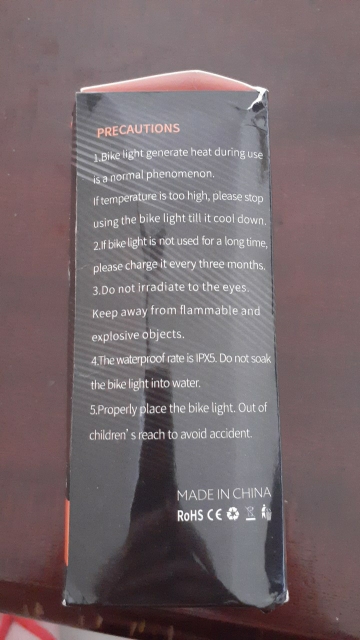 PRECAUTIONS
1.Bike light generate heat during use
is a normal phenomenon.
If temperature is too high, please stop
using the bike light till it cool down.
2.If bike light is not used for a long time,
please charge it every three months.
3.Do not irradiate to the eyes.
Keep away from flammable and
explosive objects.
4.The waterproof rate is IPX5. Do not soak
the bike light into water.
5.Properly place the bike light. Out of
children's reach to avoid accident.
MADE IN CHINA
RoHS CE